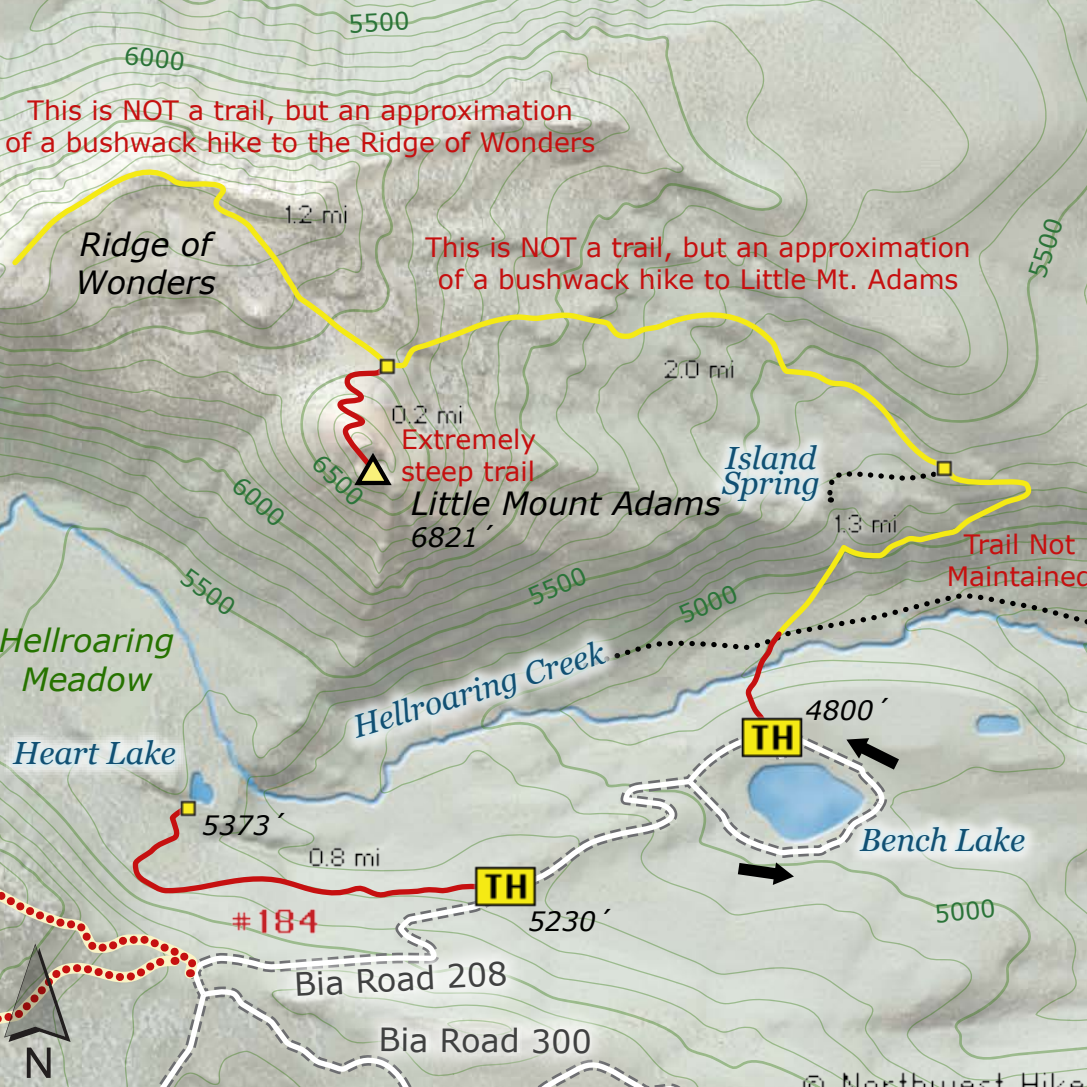 5500
6000
This is NOT a trail, but an approximation
of a bushwack hike to the Ridge of Wonders
1.2 mi
Ridge of
Wonders
5500
This is NOT a trail, but an approximation
of a bushwack hike to Little Mt. Adams
2.0 mi
0.2 mi
Extremely
steep trail
6500
6000
Little Mount Adams
6821´
Island
Spring
1.3 mi
Trail Not
Maintained
5500
5500
5000
Hellroaring
Meadow
Hellroaring Creek
4800´
TH
Heart Lake
5373´
Bench Lake
0.8 mi
TH
#184
5230´
5000
Bia Road 208
Bia Road 300
N
© Northwest Hike